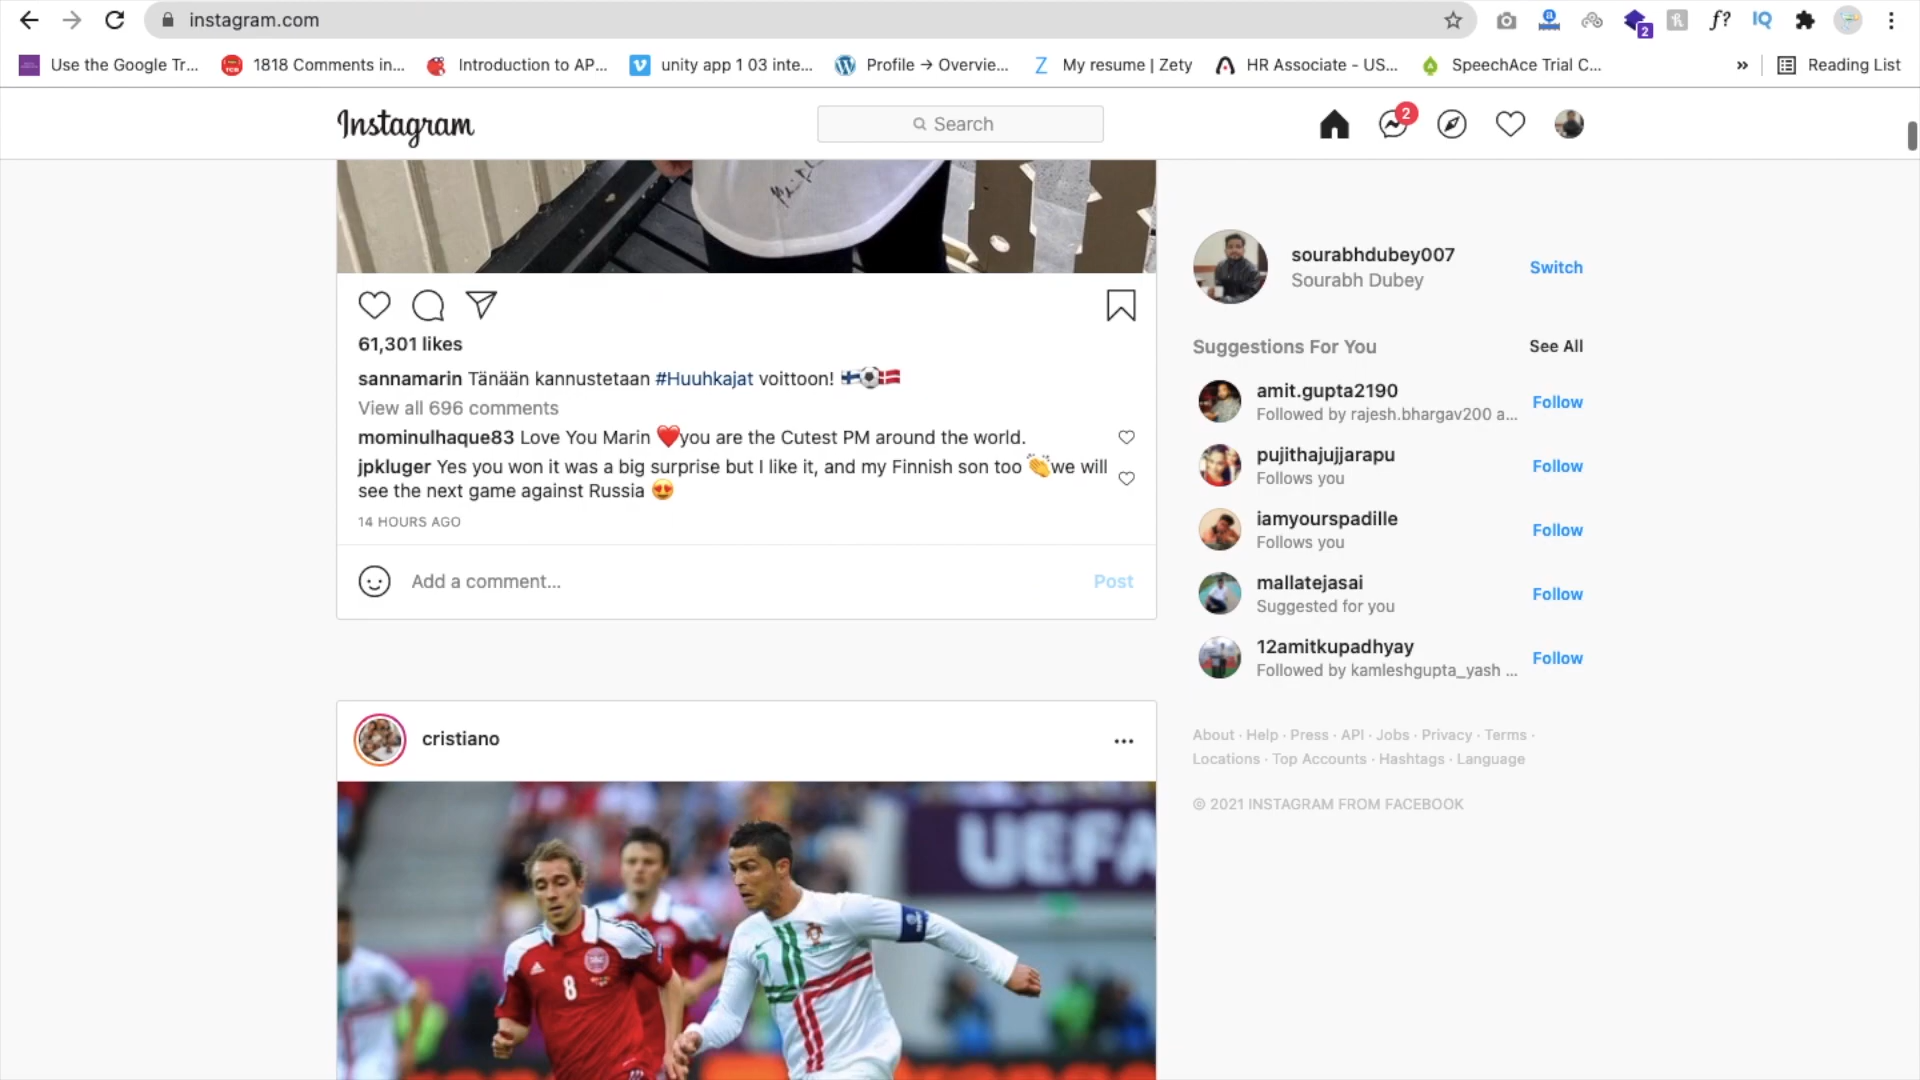 instagram.com
2
Use the Google Tr...
1818 Comments in...
Introduction to AP...
unity app 1 03 inte...
Profile → Overvie...
My resume | Zety
HR Associate - US...
SpeechAce Trial C...
»
Reading List
Instagram
Search
2
sourabhdubey007
Sourabh Dubey
Switch
61,301 likes
sannamarin Tänään kannustetaan #Huuhkajat voittoon! 🇫🇮⚽🇩🇰
View all 696 comments
mominulhaque83 Love You Marin ❤️you are the Cutest PM around the world.
jpkluger Yes you won it was a big surprise but I like it, and my Finnish son too 👏we will
see the next game against Russia 😍
14 HOURS AGO
Add a comment...
Post
Suggestions For You
See All
amit.gupta2190
Followed by rajesh.bhargav200 a...
Follow
pujithajujjarapu
Follows you
Follow
iamyourspadille
Follows you
Follow
mallatejasai
Suggested for you
Follow
12amitkupadhyay
Followed by kamleshgupta_yash ...
Follow
About · Help · Press · API · Jobs · Privacy · Terms ·
Locations · Top Accounts · Hashtags · Language
© 2021 INSTAGRAM FROM FACEBOOK
cristiano
UEFA
8